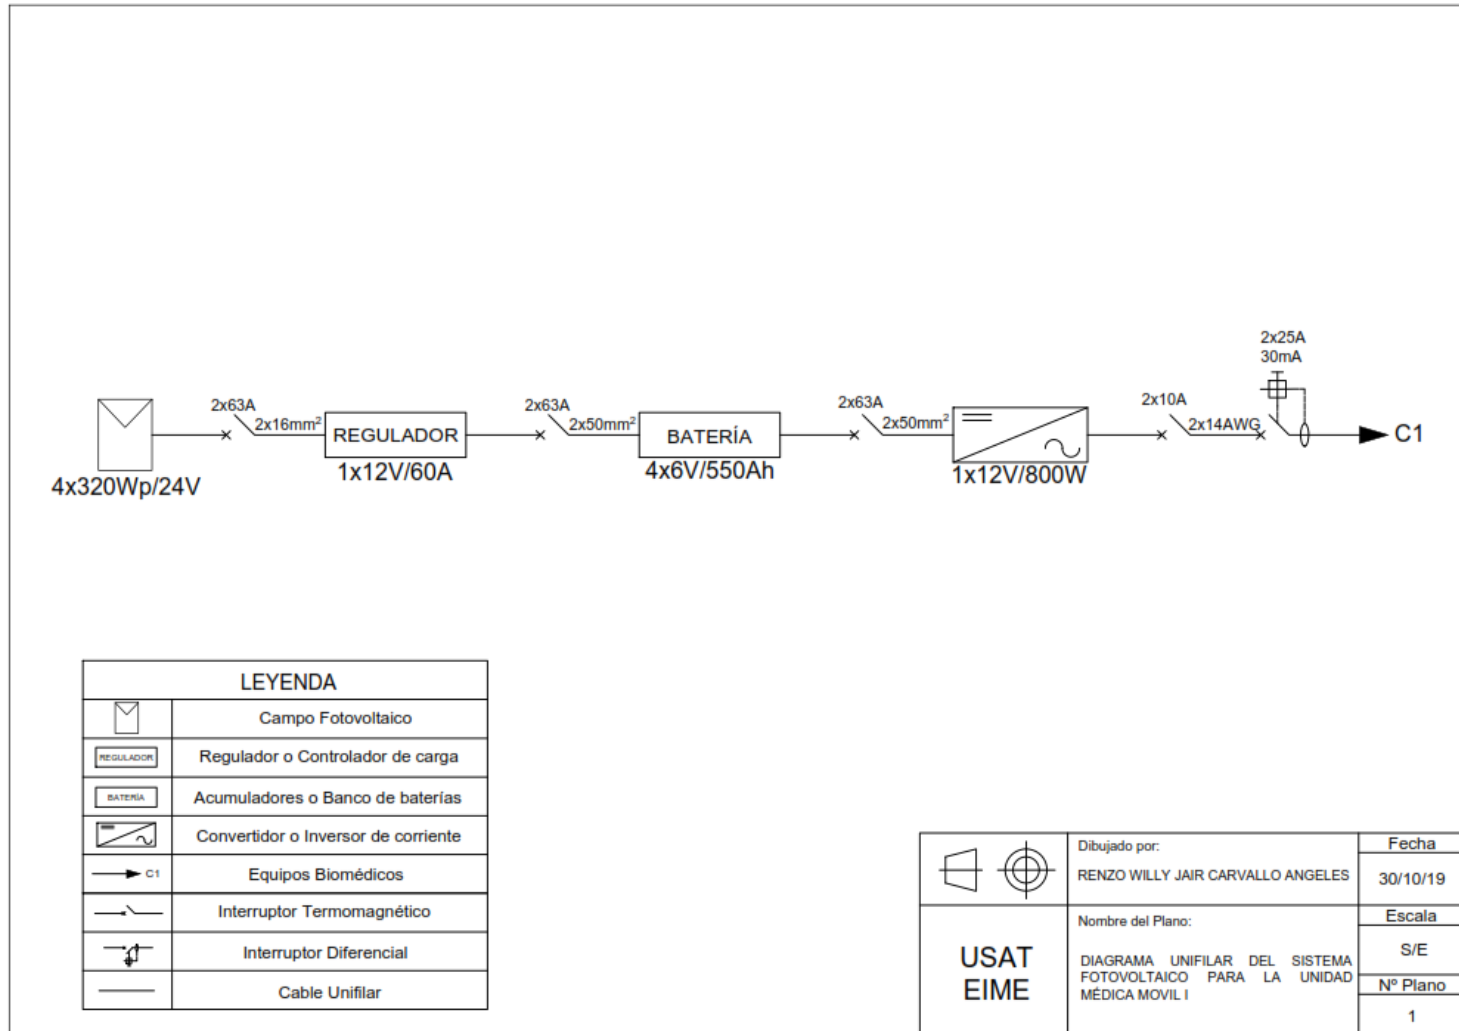 2x25A
30mA
2x63A
2x16mm²
2x63A
2x50mm²
2x63A
2x50mm²
2x10A
2x14AWG
REGULADOR
BATERÍA
C1
4x320Wp/24V
1x12V/60A
4x6V/550Ah
1x12V/800W
LEYENDA
Campo Fotovoltaico
REGULADOR
Regulador o Controlador de carga
BATERÍA
Acumuladores o Banco de baterías
Convertidor o Inversor de corriente
C1
Equipos Biomédicos
Interruptor Termomagnético
Interruptor Diferencial
Cable Unifilar
Dibujado por:
RENZO WILLY JAIR CARVALLO ANGELES
Fecha
30/10/19
USAT
EIME
Nombre del Plano:
DIAGRAMA UNIFILAR DEL SISTEMA
FOTOVOLTAICO PARA LA UNIDAD
MÉDICA MOVIL I
Escala
S/E
Nº Plano
1